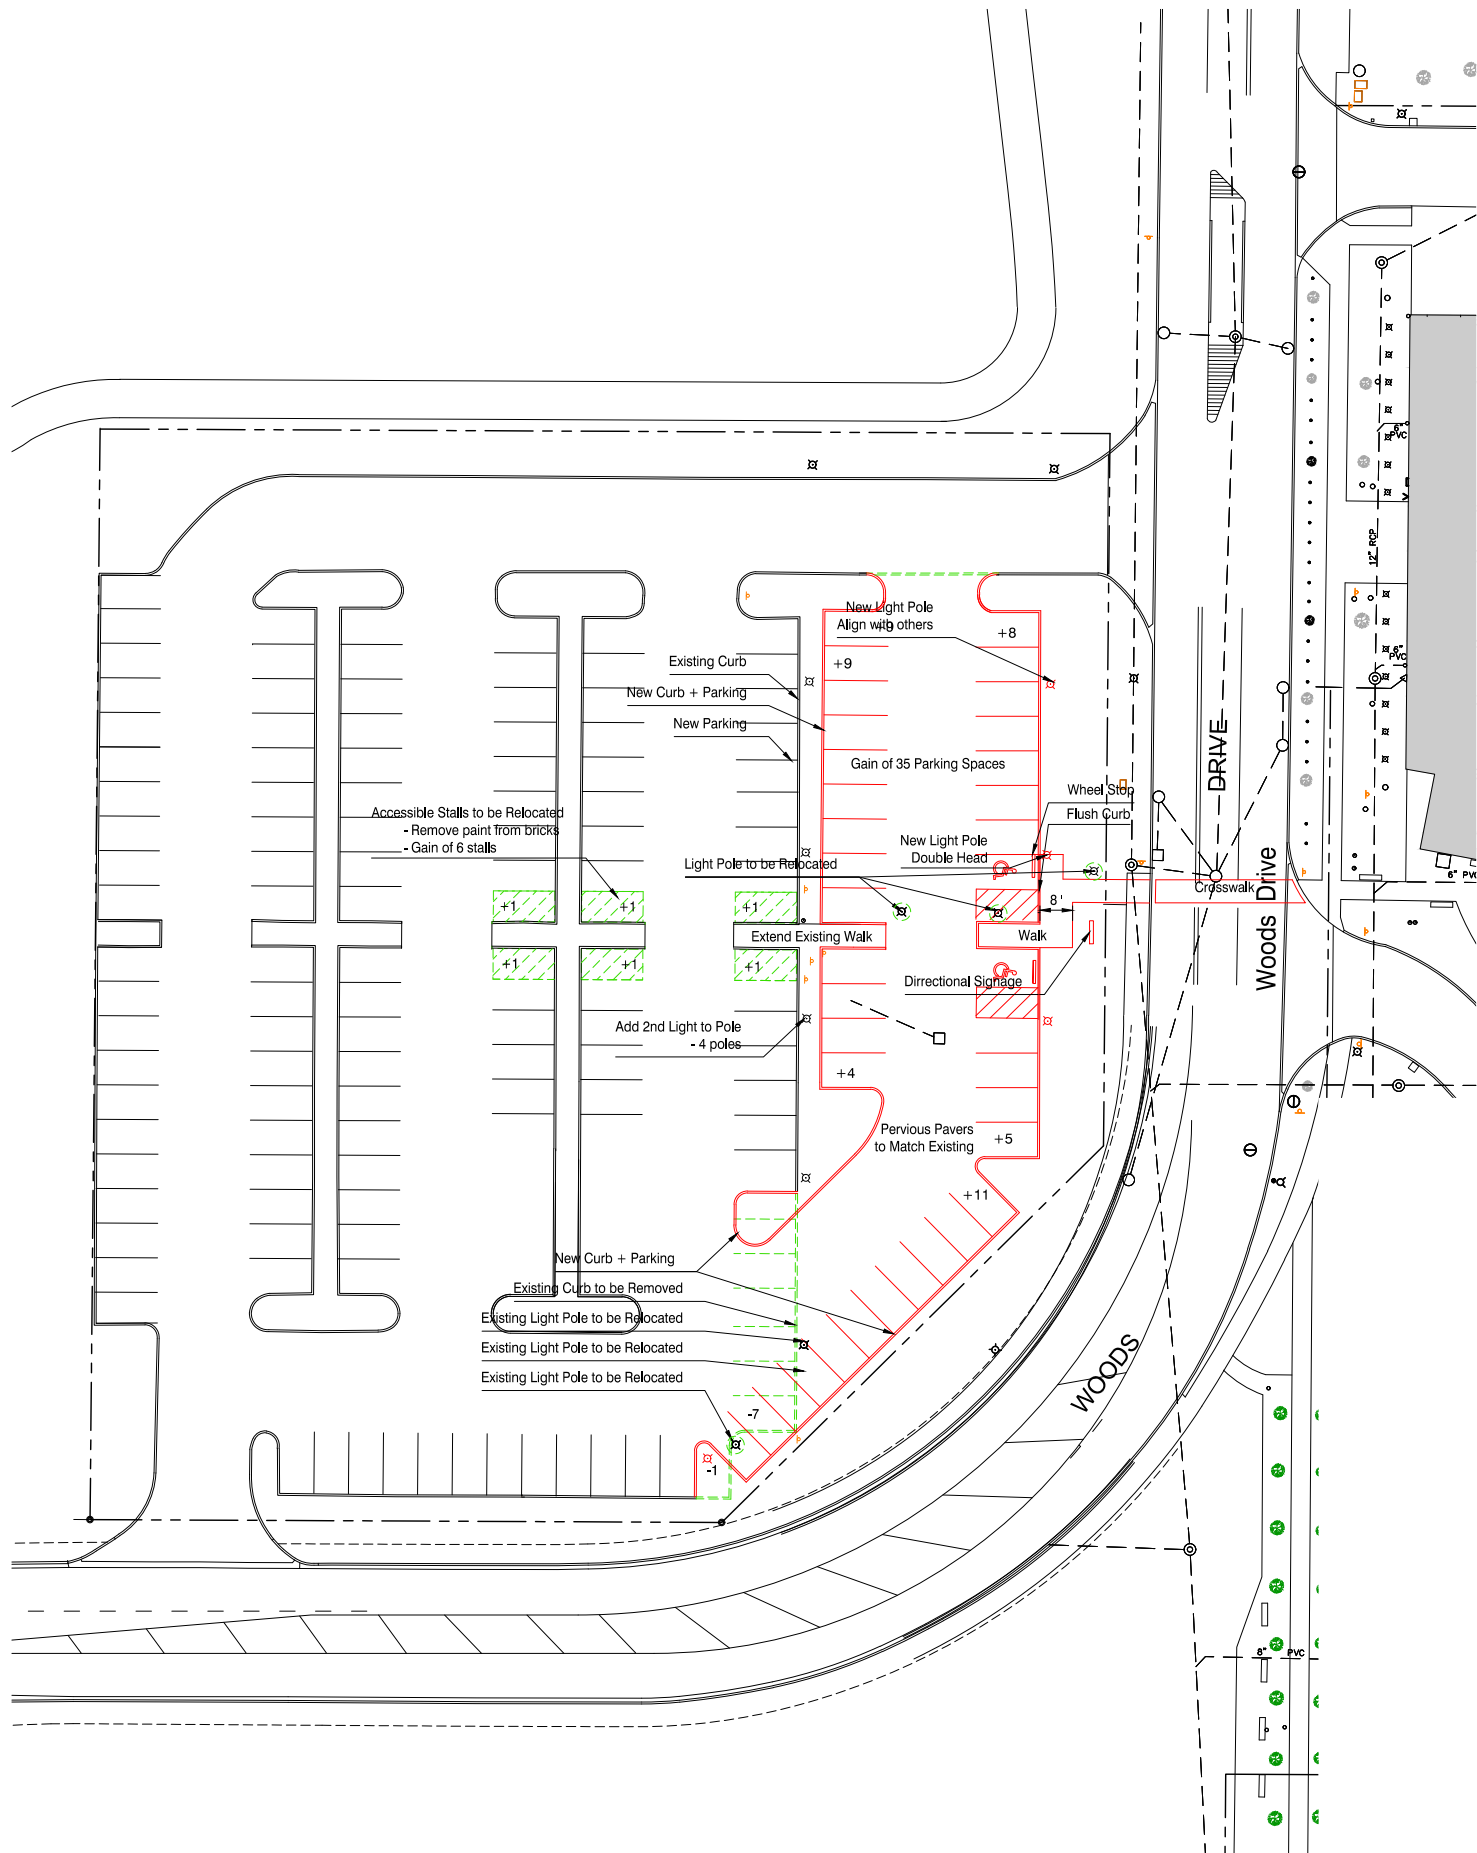 6"
PVC
12" RCP
New Light Pole
Align with others
+9
+8
Existing Curb
+9
New Curb + Parking
New Parking
6"
PVC
DRIVE
Gain of 35 Parking Spaces
Wheel Stop
Flush Curb
Accessible Stalls to be Relocated
- Remove paint from bricks
- Gain of 6 stalls
New Light Pole
Double Head
Light Pole to be Relocated
6" PVC
Crosswalk
Woods Drive
8'
+1
+1
+1
Extend Existing Walk
Walk
+1
+1
+1
Dirrectional Signage
Add 2nd Light to Pole
- 4 poles
+4
Pervious Pavers
to Match Existing
+5
+11
New Curb + Parking
Existing Curb to be Removed
Existing Light Pole to be Relocated
Existing Light Pole to be Relocated
Existing Light Pole to be Relocated
WOODS
-7
-1
8" PVC